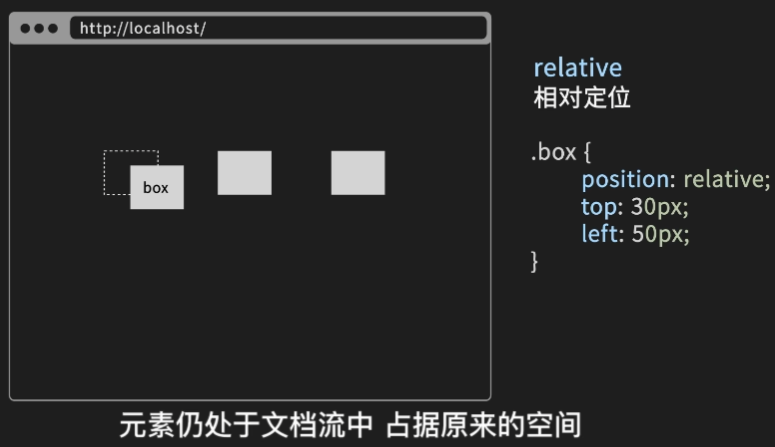 http://localhost/
relative
相对定位
.box {
position: relative;
top: 30px;
left: 50px;
}
box
元素仍处于文档流中 占据原来的空间